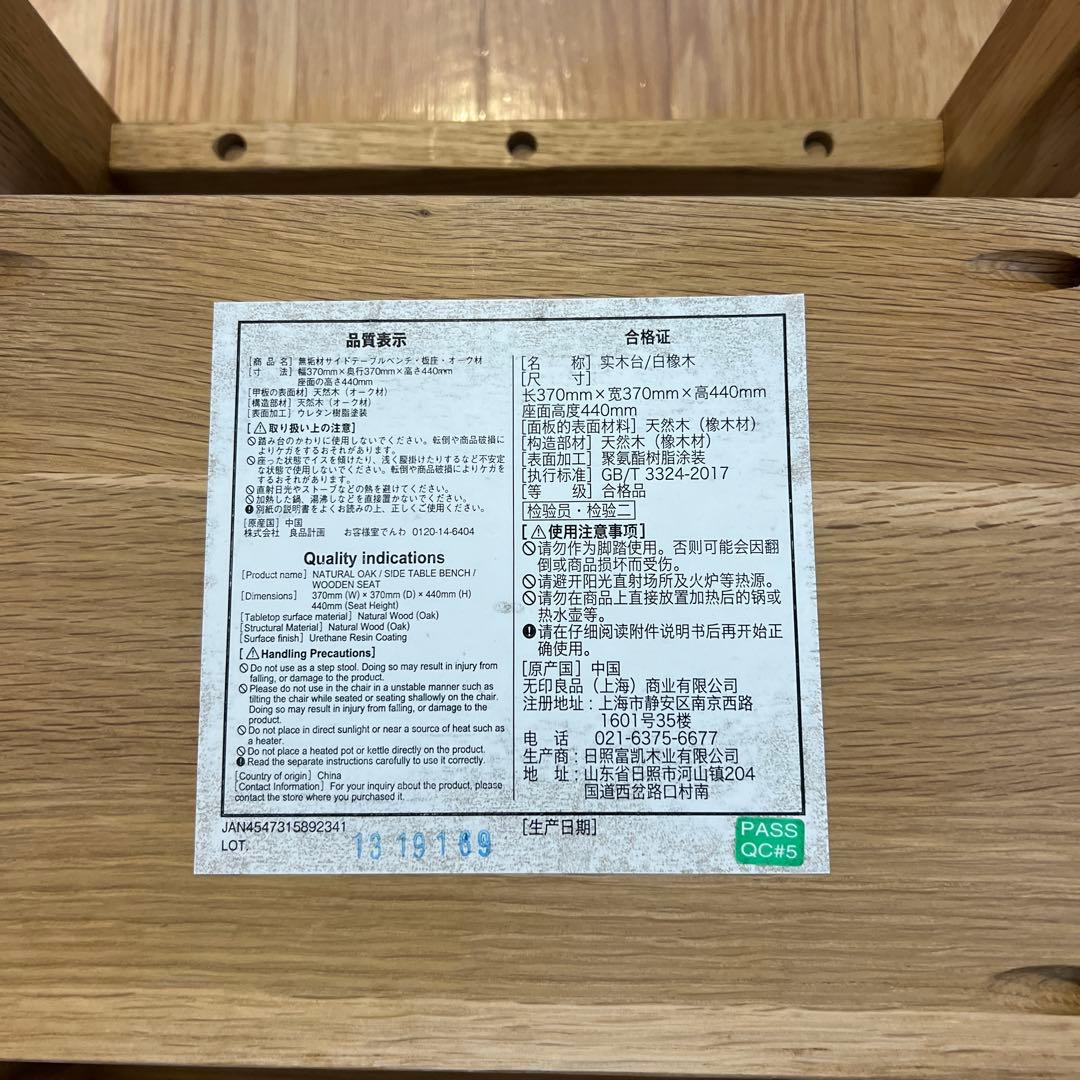 品質表示
[商 品 名] 無垢材サイドテーブルベンチ・板座・オーク材
[寸 法] 幅370mm×奥行370mm×高さ440mm
座面の高さ440mm
[甲板の表面材] 天然木（オーク材）
[構造部材] 天然木（オーク材）
[表面加工] ウレタン樹脂塗装
[⚠取り扱い上の注意]
踏み台のかわりに使用しないでください。転倒や商品破損に
よりケガをするおそれがあります。
座った状態でイスを傾けたり、浅く腰掛けたりするなど不安定
な状態で使用しないでください。転倒や商品破損によりケガを
するおそれがあります。
直射日光やストーブなどの熱を避けてください。
加熱した鍋、湯沸しなどを直接置かないでください。
別紙の説明書をよくお読みの上、正しくご使用ください。
[原産国] 中国
株式会社 良品計画 お客様室でんわ 0120-14-6404
Quality indications
[Product name] NATURAL OAK / SIDE TABLE BENCH /
WOODEN SEAT
[Dimensions] 370mm (W) × 370mm (D) × 440mm (H)
440mm (Seat Height)
[Tabletop surface material] Natural Wood (Oak)
[Structural Material] Natural Wood (Oak)
[Surface finish] Urethane Resin Coating
[⚠Handling Precautions]
Do not use as a step stool. Doing so may result in injury from
falling, or damage to the product.
Please do not use in the chair in a unstable manner such as
tilting the chair while seated or seating shallowly on the chair.
Doing so may result in injury from falling, or damage to the
product.
Do not place in direct sunlight or near a source of heat such as
a heater.
Do not place a heated pot or kettle directly on the product.
Read the separate instructions carefully to use it correctly.
[Country of origin] China
[Contact Information] For your inquiry about the product, please
contact the store where you purchased it.
合格证
[名 称] 实木台/白橡木
[尺 寸]
长370mm×宽370mm×高440mm
座面高度440mm
[面板的表面材料] 天然木（橡木材）
[构造部材] 天然木（橡木材）
[表面加工] 聚氨酯树脂涂装
[执行标准] GB/T 3324-2017
[等 级] 合格品
[检验员・检验二]
[⚠使用注意事项]
请勿作为脚踏使用。否则可能会因翻
倒或商品损坏而受伤。
请避开阳光直射场所及火炉等热源。
请勿在商品上直接放置加热后的锅或
热水壶等。
请在仔细阅读附件说明书后再开始正
确使用。
[原产国] 中国
无印良品（上海）商业有限公司
注册地址：上海市静安区南京西路
1601号35楼
电 话 021-6375-6677
生产商：日照富凯木业有限公司
地 址：山东省日照市河山镇204
国道西岔路口村南
JAN4547315892341
LOT.
13 19 1 69
[生产日期]
PASS
QC#5